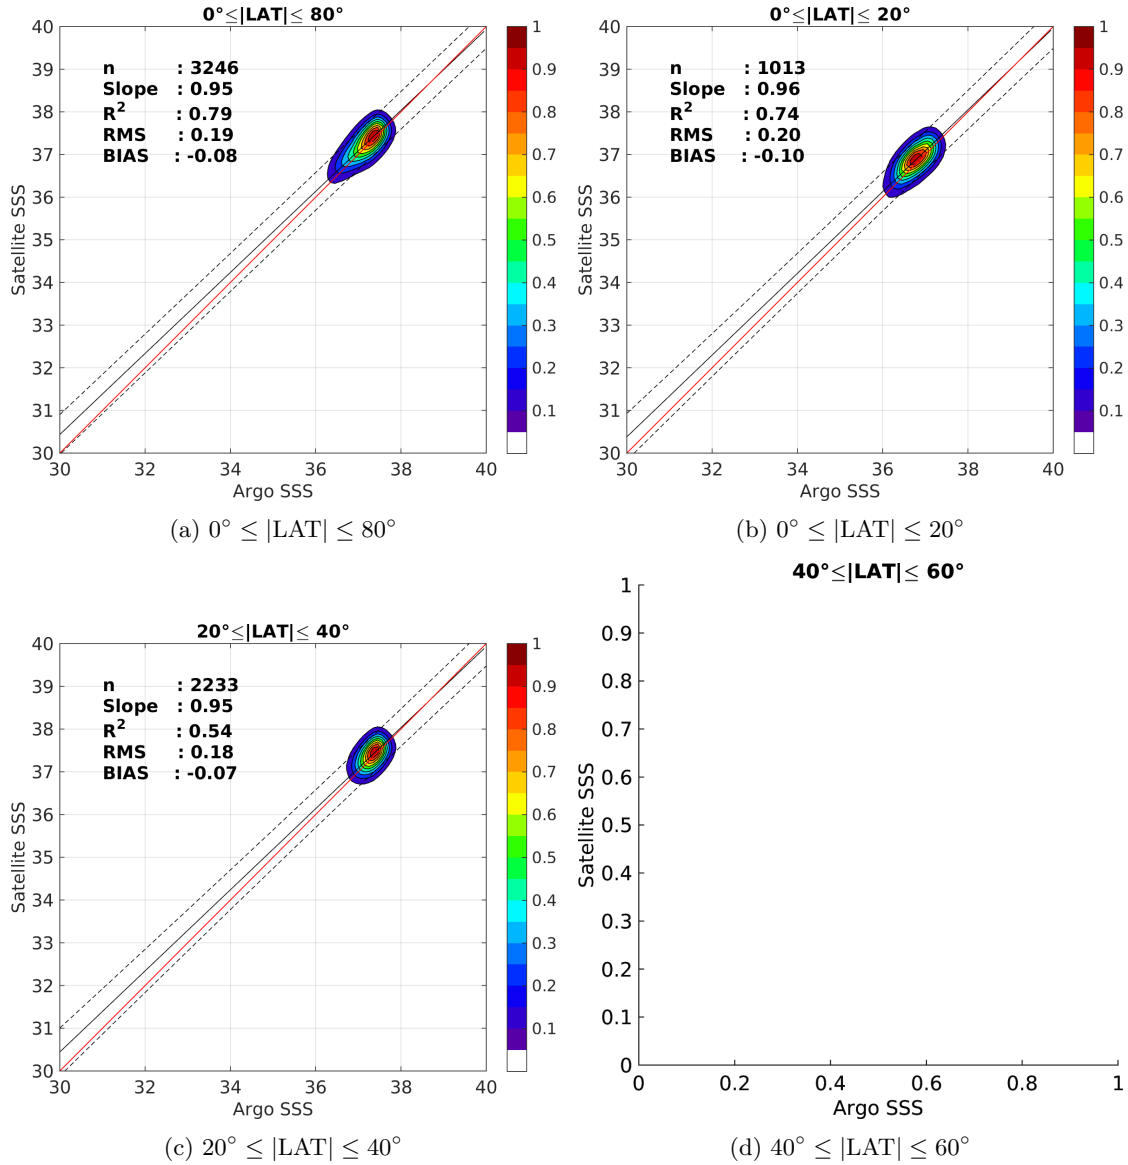 0°≤|LAT|≤ 80°
40
39
38
37
36
35
34
33
32
31
30
30 32 34 36 38 40
Satellite SSS
Argo SSS
n : 3246
Slope : 0.95
R² : 0.79
RMS : 0.19
BIAS : -0.08
1
0.9
0.8
0.7
0.6
0.5
0.4
0.3
0.2
0.1
(a) 0° ≤ |LAT| ≤ 80°
0°≤|LAT|≤ 20°
40
39
38
37
36
35
34
33
32
31
30
30 32 34 36 38 40
Satellite SSS
Argo SSS
n : 1013
Slope : 0.96
R² : 0.74
RMS : 0.20
BIAS : -0.10
1
0.9
0.8
0.7
0.6
0.5
0.4
0.3
0.2
0.1
(b) 0° ≤ |LAT| ≤ 20°
20°≤|LAT|≤ 40°
40
39
38
37
36
35
34
33
32
31
30
30 32 34 36 38 40
Satellite SSS
Argo SSS
n : 2233
Slope : 0.95
R² : 0.54
RMS : 0.18
BIAS : -0.07
1
0.9
0.8
0.7
0.6
0.5
0.4
0.3
0.2
0.1
(c) 20° ≤ |LAT| ≤ 40°
40°≤|LAT|≤ 60°
1
0.9
0.8
0.7
0.6
0.5
0.4
0.3
0.2
0.1
0
0 0.2 0.4 0.6 0.8 1
Satellite SSS
Argo SSS
(d) 40° ≤ |LAT| ≤ 60°